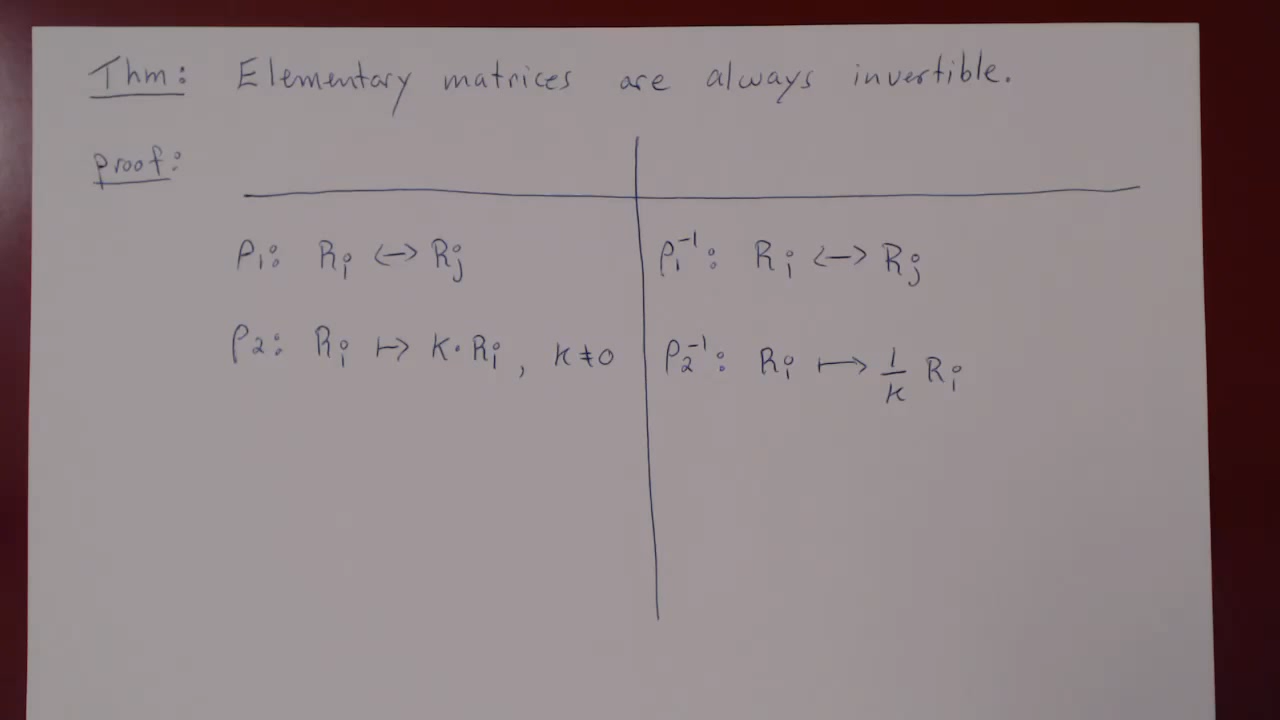 Thm: Elementary matrices are always invertible.
proof:
ρ₁: Rᵢ ↔ Rⱼ
ρ₁⁻¹: Rᵢ ↔ Rⱼ
ρ₂: Rᵢ ↦ k·Rᵢ, k≠0
ρ₂⁻¹: Rᵢ ↦ 1/k Rᵢ